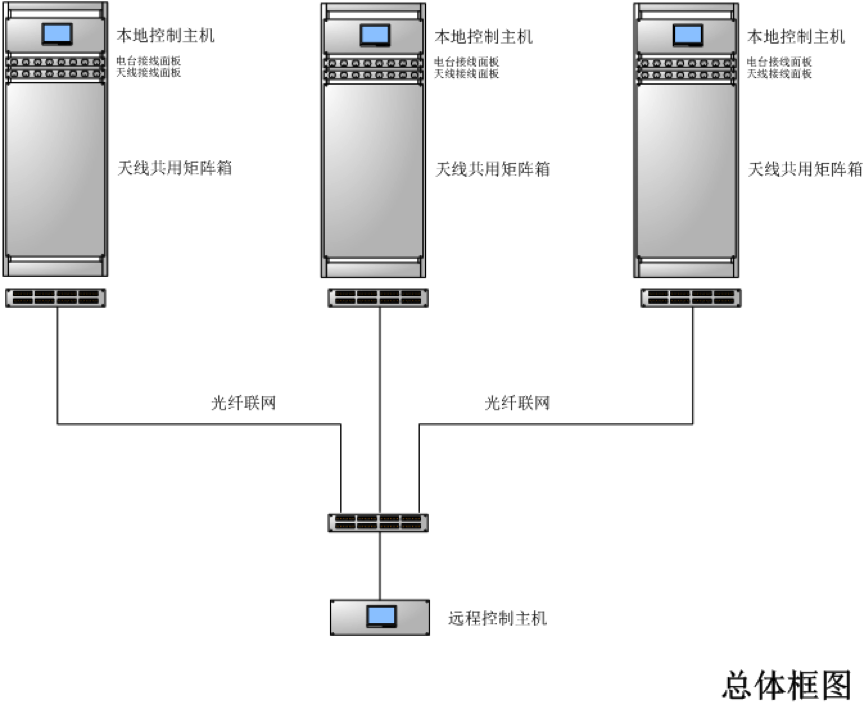 本地控制主机
电台接线面板
天线接线面板
天线共用矩阵箱
本地控制主机
电台接线面板
天线接线面板
天线共用矩阵箱
本地控制主机
电台接线面板
天线接线面板
天线共用矩阵箱
光纤联网
光纤联网
远程控制主机
总体框图